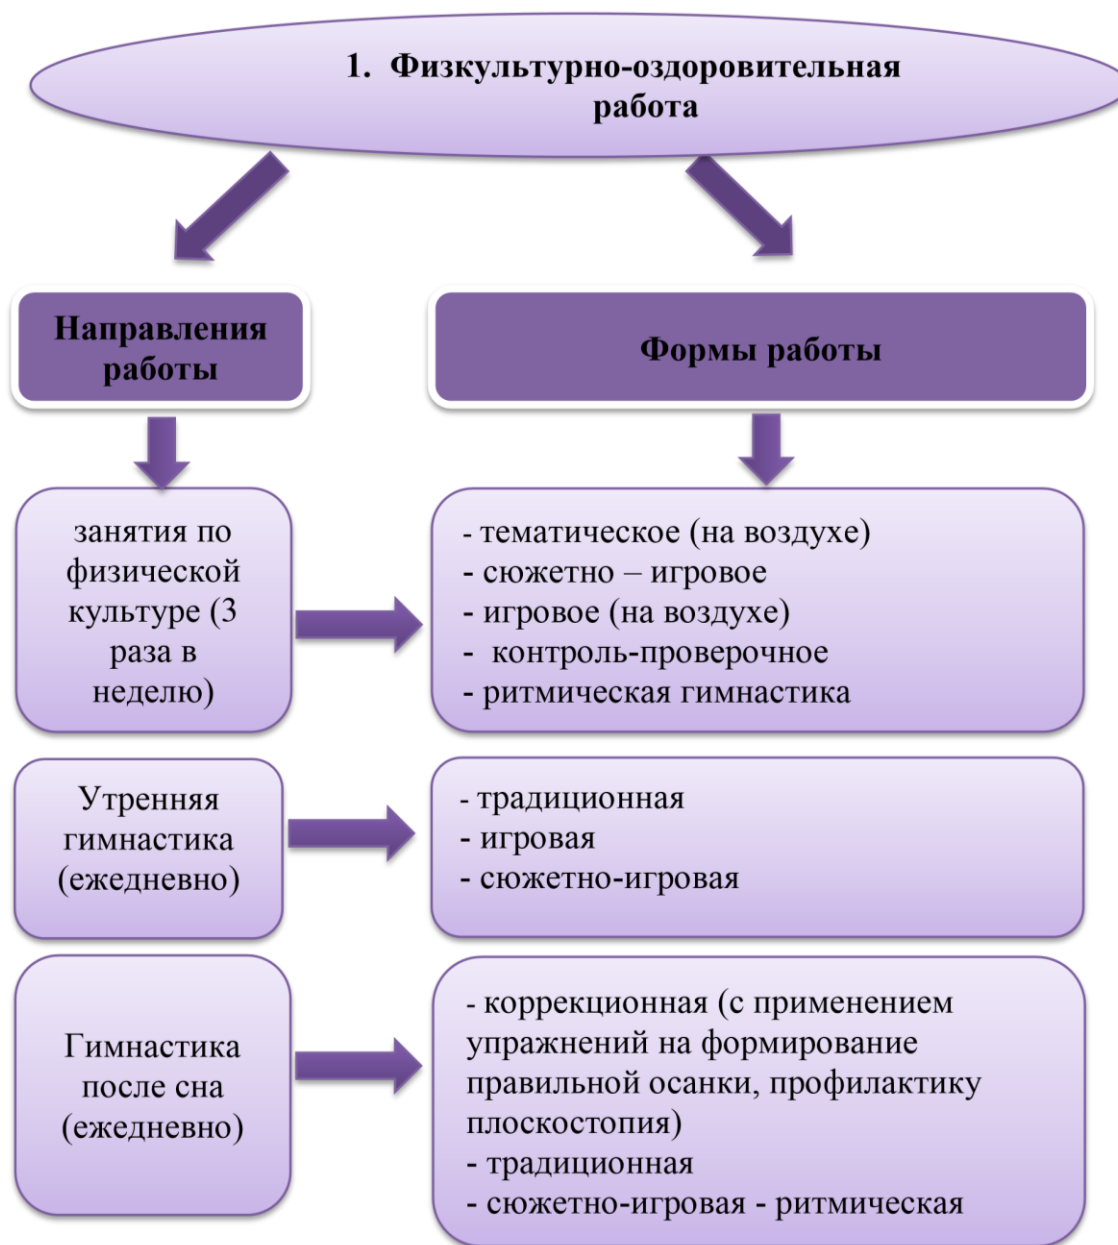 1. Физкультурно-оздоровительная
работа
Направления
работы
Формы работы
занятия по
физической
культуре (3
раза в
неделю)
- тематическое (на воздухе)
- сюжетно – игровое
- игровое (на воздухе)
- контроль-проверочное
- ритмическая гимнастика
Утренняя
гимнастика
(ежедневно)
- традиционная
- игровая
- сюжетно-игровая
Гимнастика
после сна
(ежедневно)
- коррекционная (с применением
упражнений на формирование
правильной осанки, профилактику
плоскостопия)
- традиционная
- сюжетно-игровая - ритмическая